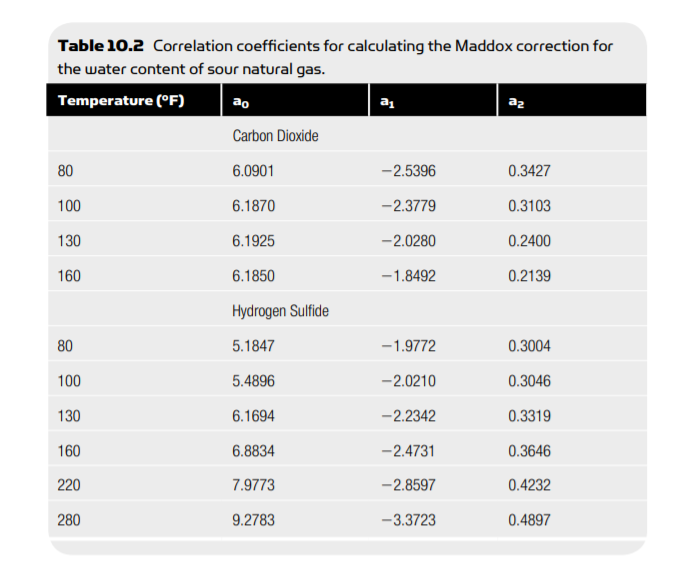 Table 10.2 Correlation coefficients for calculating the Maddox correction for
the water content of sour natural gas.
Temperature (ºF) a0 a1 a2
Carbon Dioxide
80 6.0901 −2.5396 0.3427
100 6.1870 −2.3779 0.3103
130 6.1925 −2.0280 0.2400
160 6.1850 −1.8492 0.2139
Hydrogen Sulfide
80 5.1847 −1.9772 0.3004
100 5.4896 −2.0210 0.3046
130 6.1694 −2.2342 0.3319
160 6.8834 −2.4731 0.3646
220 7.9773 −2.8597 0.4232
280 9.2783 −3.3723 0.4897